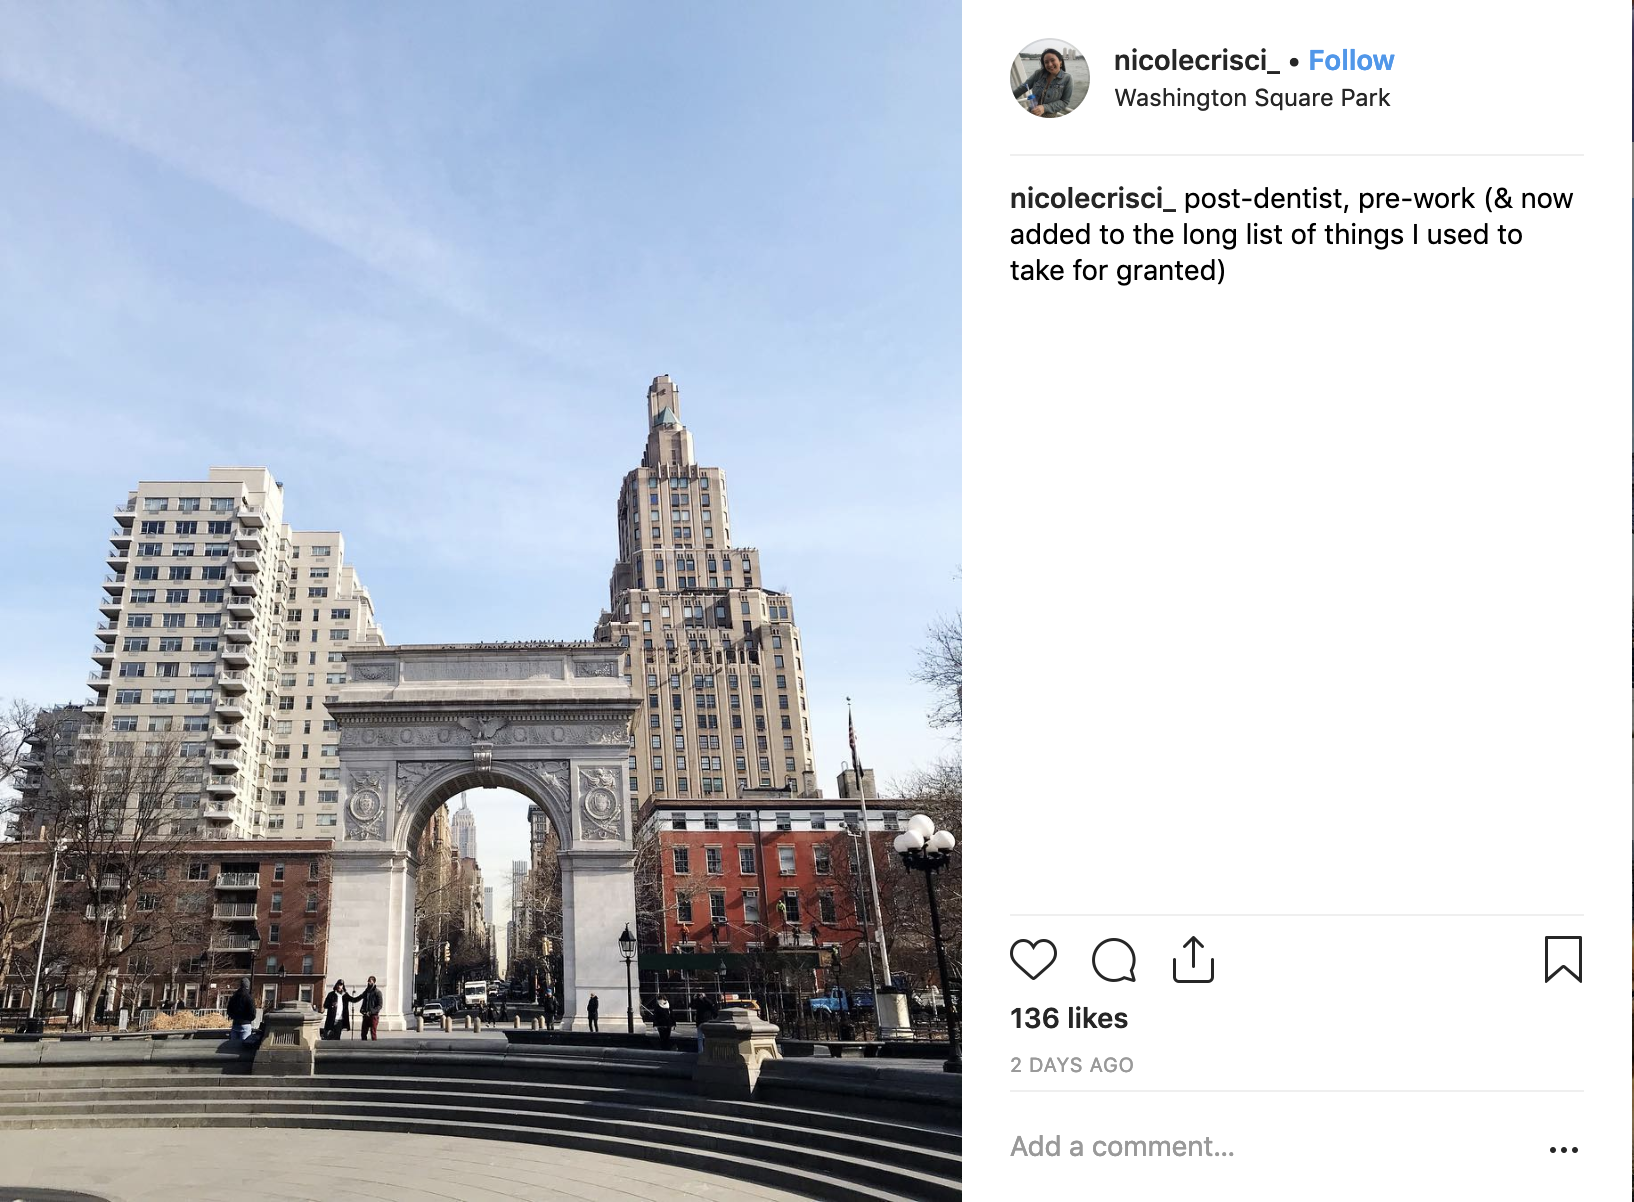 nicolecrisci_ • Follow
Washington Square Park
nicolecrisci_ post-dentist, pre-work (& now
added to the long list of things I used to
take for granted)
136 likes
2 DAYS AGO
Add a comment...